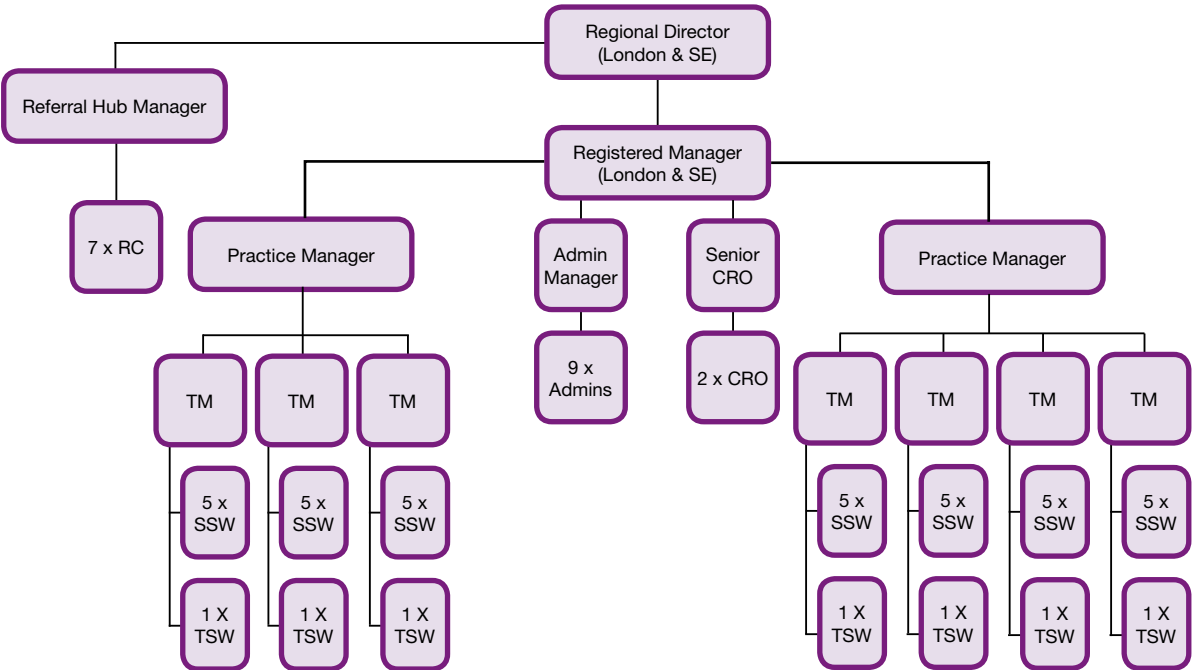 Regional Director
(London & SE)
Referral Hub Manager
Registered Manager
(London & SE)
7 x RC
Practice Manager
Admin
Manager
Senior
CRO
Practice Manager
9 x
Admins
2 x CRO
TM
TM
TM
TM
TM
TM
TM
5 x
SSW
5 x
SSW
5 x
SSW
5 x
SSW
5 x
SSW
5 x
SSW
5 x
SSW
1 X
TSW
1 X
TSW
1 X
TSW
1 X
TSW
1 X
TSW
1 X
TSW
1 X
TSW